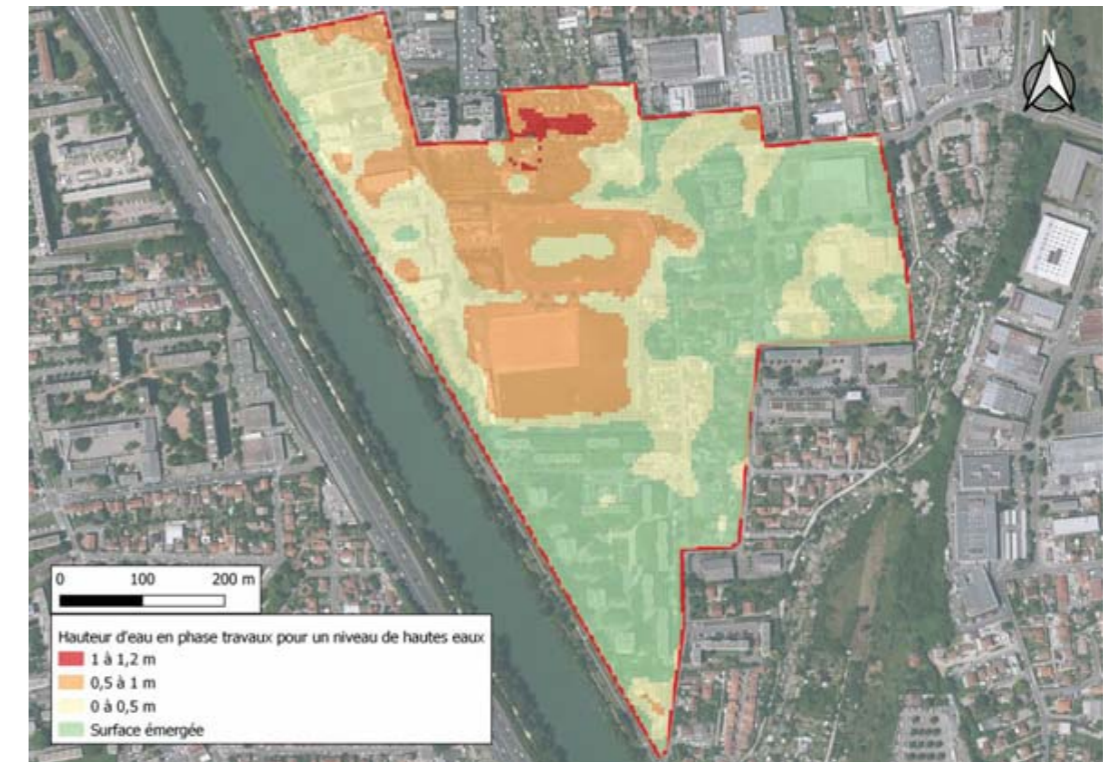 N
0 100 200 m
Hauteur d'eau en phase travaux pour un niveau de hautes eaux
1 à 1,2 m
0,5 à 1 m
0 à 0,5 m
Surface émergée